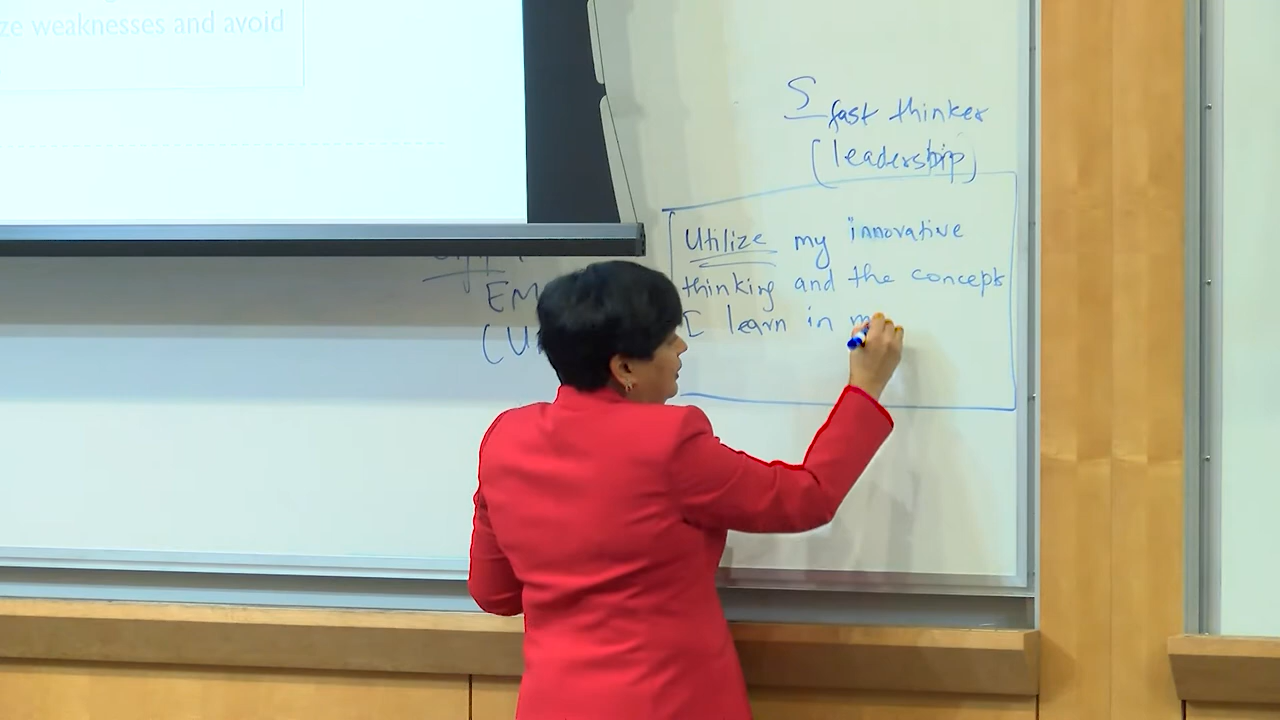 ze weaknesses and avoid
S fast thinker
(leadership)
Utilize my innovative
thinking and the concepts
I learn in m
EM
(U